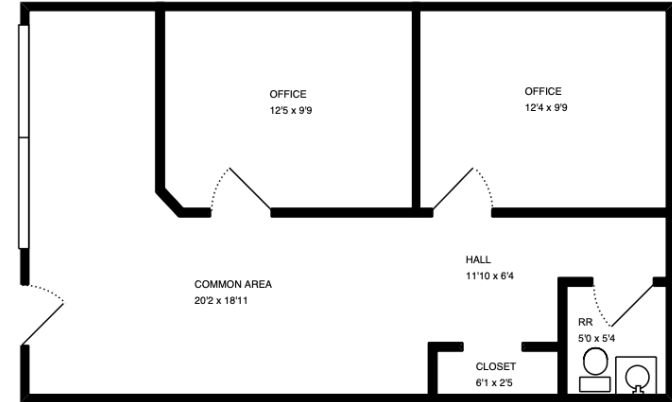 OFFICE
12'5 x 9'9
OFFICE
12'4 x 9'9
HALL
11'10 x 6'4
COMMON AREA
20'2 x 18'11
RR
5'0 x 5'4
CLOSET
6'1 x 2'5